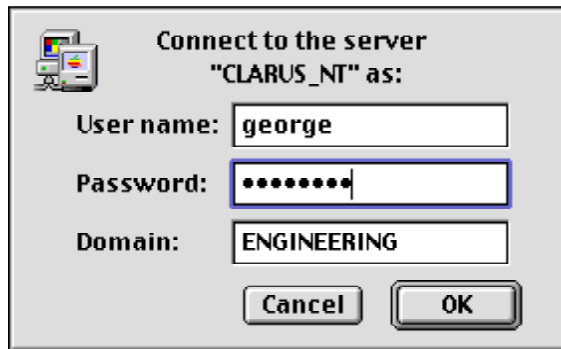 Connect to the server
"CLARUS_NT" as:
User name: george
Password: ••••••••
Domain: ENGINEERING
Cancel OK